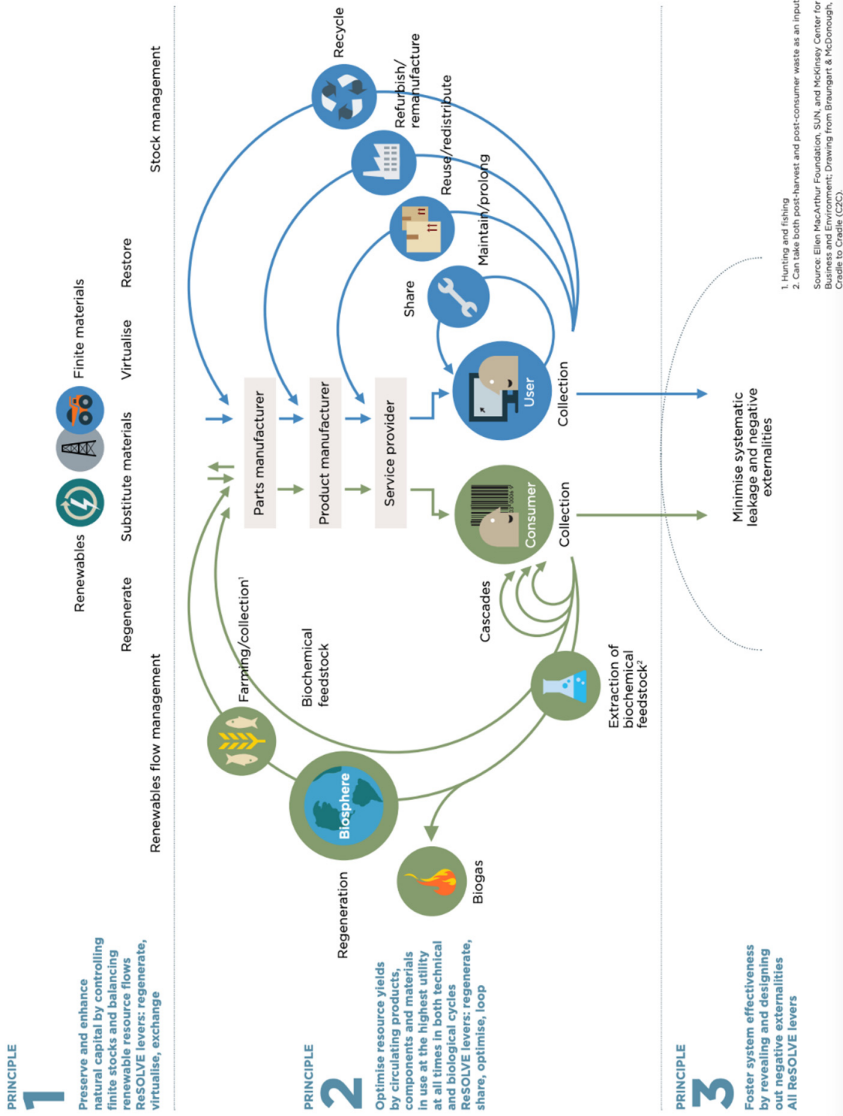 PRINCIPLE
1
Preserve and enhance
natural capital by controlling
finite stocks and balancing
renewable resource flows
ReSOLVE levers: regenerate,
virtualise, exchange
Renewables
Finite materials
Regenerate
Substitute materials
Virtualise
Restore
Renewables flow management
Stock management
PRINCIPLE
2
Optimise resource yields
by circulating products,
components and materials
in use at the highest utility
at all times in both technical
and biological cycles
ReSOLVE levers: regenerate,
share, optimise, loop
Farming/collection¹
Parts manufacturer
Biochemical
feedstock
Product manufacturer
Regeneration
Biosphere
Service provider
Share
Recycle
Refurbish/
remanufacture
Reuse/redistribute
Maintain/prolong
Biogas
Cascades
Consumer
User
Collection
Collection
Extraction of
biochemical
feedstock²
PRINCIPLE
3
Foster system effectiveness
by revealing and designing
out negative externalities
All ReSOLVE levers
Minimise systematic
leakage and negative
externalities
1. Hunting and fishing
2. Can take both post-harvest and post-consumer waste as an input
Source: Ellen MacArthur Foundation, SUN, and McKinsey Center for
Business and Environment; Drawing from Braungart & McDonough,
Cradle to Cradle (C2C).